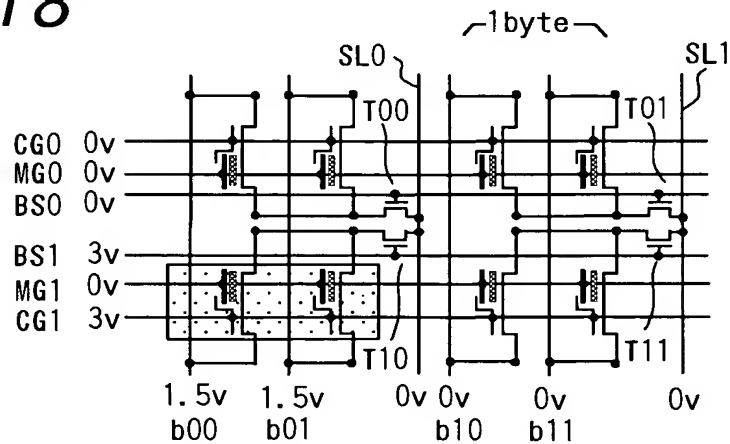 18
1byte
SL0
SL1
T00
T01
CG0 0v
MG0 0v
BS0 0v
BS1 3v
MG1 0v
CG1 3v
T10
T11
1.5v 1.5v 0v 0v 0v 0v
b00 b01 b10 b11